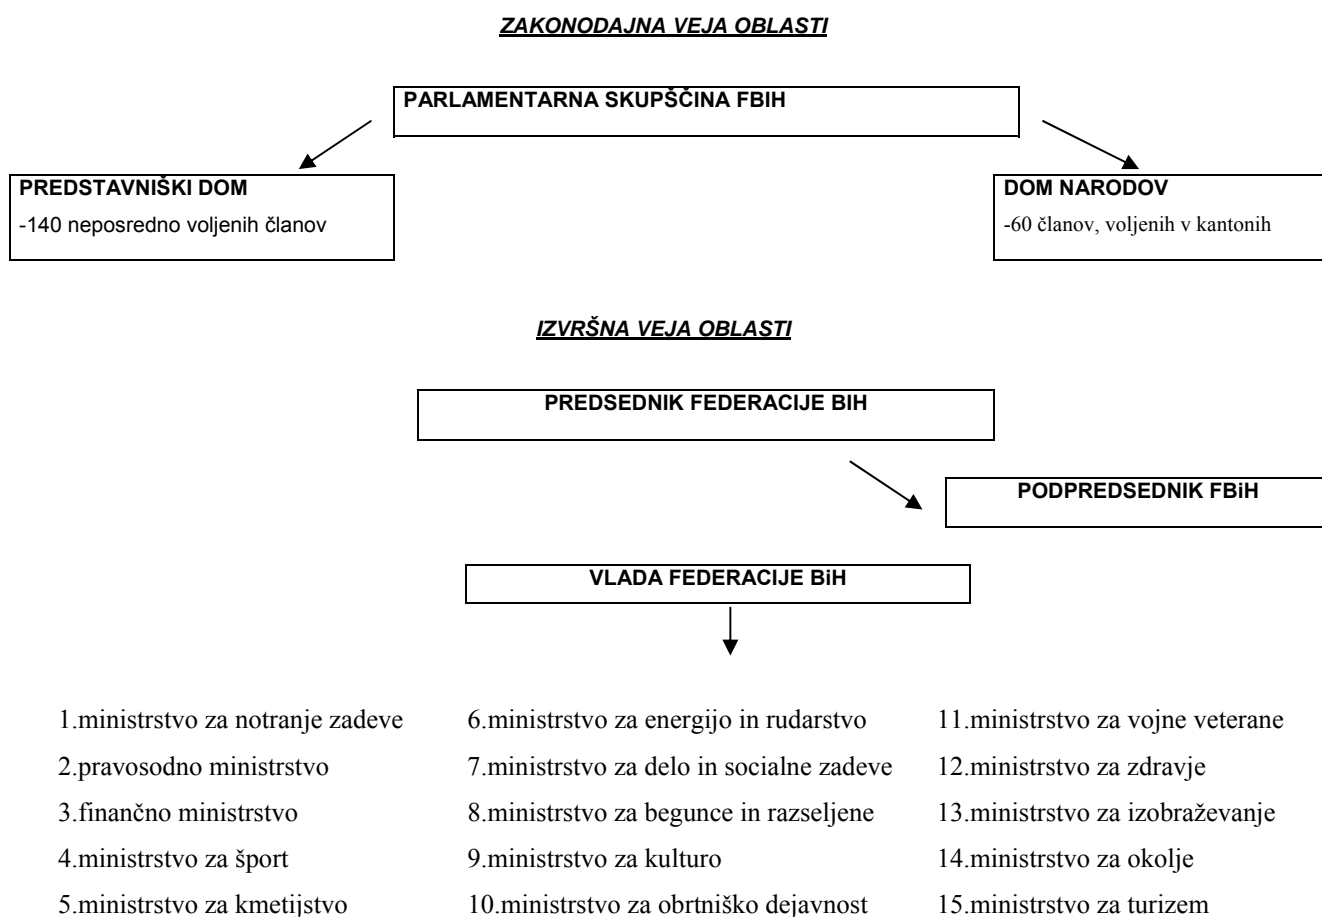 ZAKONODAJNA VEJA OBLASTI
PARLAMENTARNA SKUPŠČINA FBIH
PREDSTAVNIŠKI DOM
-140 neposredno voljenih članov
DOM NARODOV
-60 članov, voljenih v kantonih
IZVRŠNA VEJA OBLASTI
PREDSEDNIK FEDERACIJE BIH
PODPREDSEDNIK FBiH
VLADA FEDERACIJE BiH
1.ministrstvo za notranje zadeve
2.pravosodno ministrstvo
3.finančno ministrstvo
4.ministrstvo za šport
5.ministrstvo za kmetijstvo
6.ministrstvo za energijo in rudarstvo
7.ministrstvo za delo in socialne zadeve
8.ministrstvo za begunce in razseljene
9.ministrstvo za kulturo
10.ministrstvo za obrtniško dejavnost
11.ministrstvo za vojne veterane
12.ministrstvo za zdravje
13.ministrstvo za izobraževanje
14.ministrstvo za okolje
15.ministrstvo za turizem